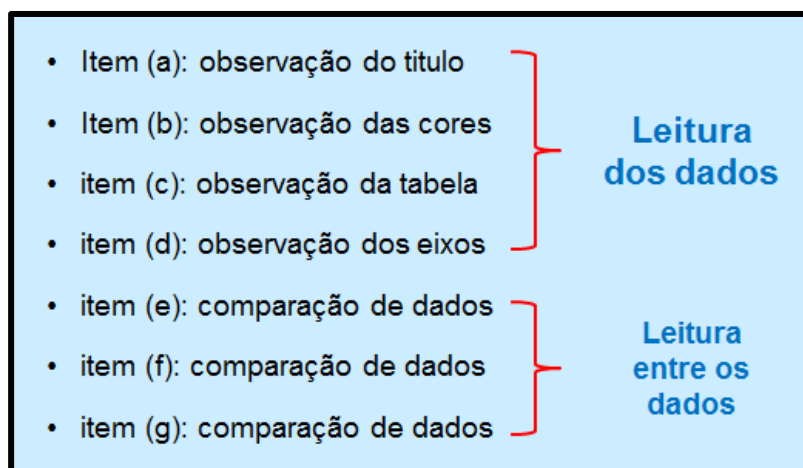 • Item (a): observação do titulo
• Item (b): observação das cores
• item (c): observação da tabela
• item (d): observação dos eixos
Leitura
dos dados
• item (e): comparação de dados
• item (f): comparação de dados
• item (g): comparação de dados
Leitura
entre os
dados